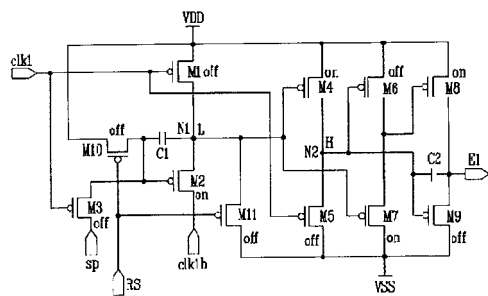 VDD
clk1
M1 off
on
M4
off
M6
on
M8
off
M10
N1 L
C1
H
N2
C2
E1
M3
off
M2
on
M11
off
M5
off
M7
on
M9
off
sp
RS
clk1b
VSS